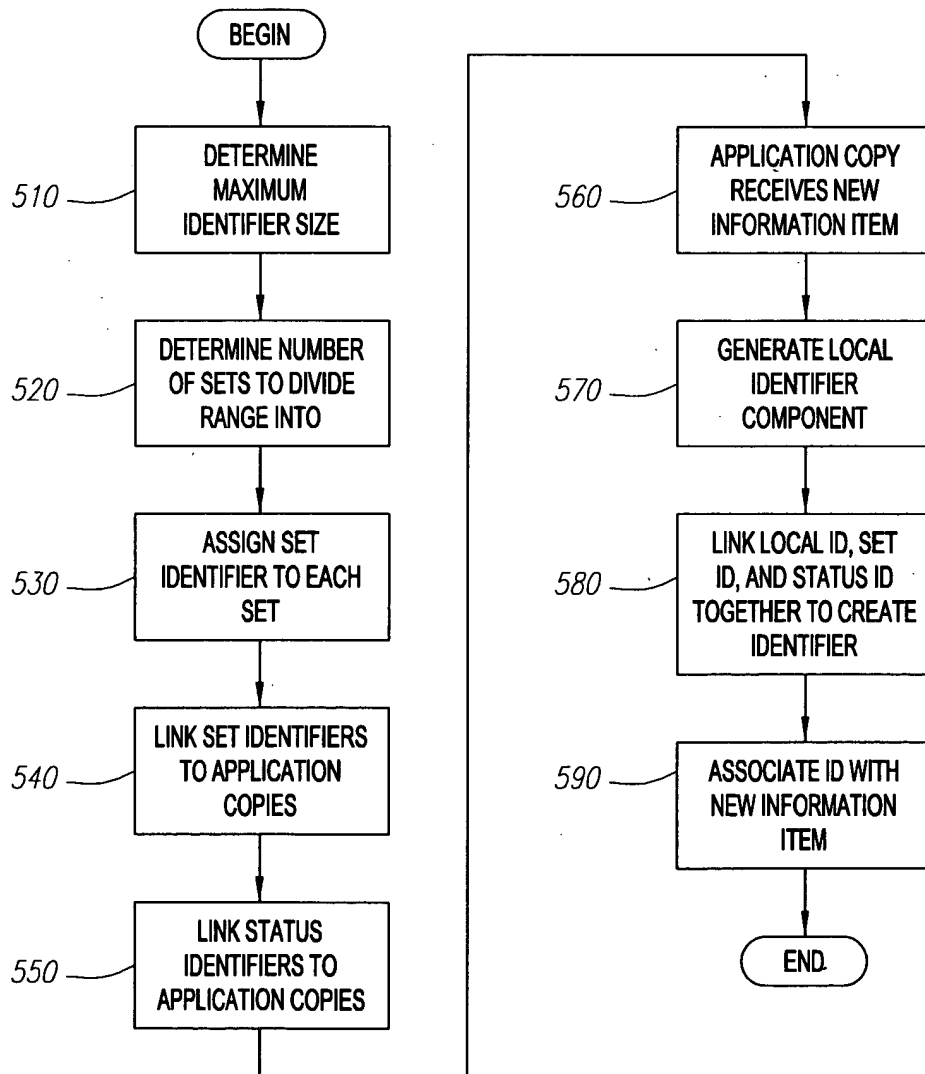 BEGIN
510
DETERMINE
MAXIMUM
IDENTIFIER SIZE
520
DETERMINE NUMBER
OF SETS TO DIVIDE
RANGE INTO
530
ASSIGN SET
IDENTIFIER TO EACH
SET
540
LINK SET IDENTIFIERS
TO APPLICATION
COPIES
550
LINK STATUS
IDENTIFIERS TO
APPLICATION COPIES
560
APPLICATION COPY
RECEIVES NEW
INFORMATION ITEM
570
GENERATE LOCAL
IDENTIFIER
COMPONENT
580
LINK LOCAL ID, SET
ID, AND STATUS ID
TOGETHER TO CREATE
IDENTIFIER
590
ASSOCIATE ID WITH
NEW INFORMATION
ITEM
END